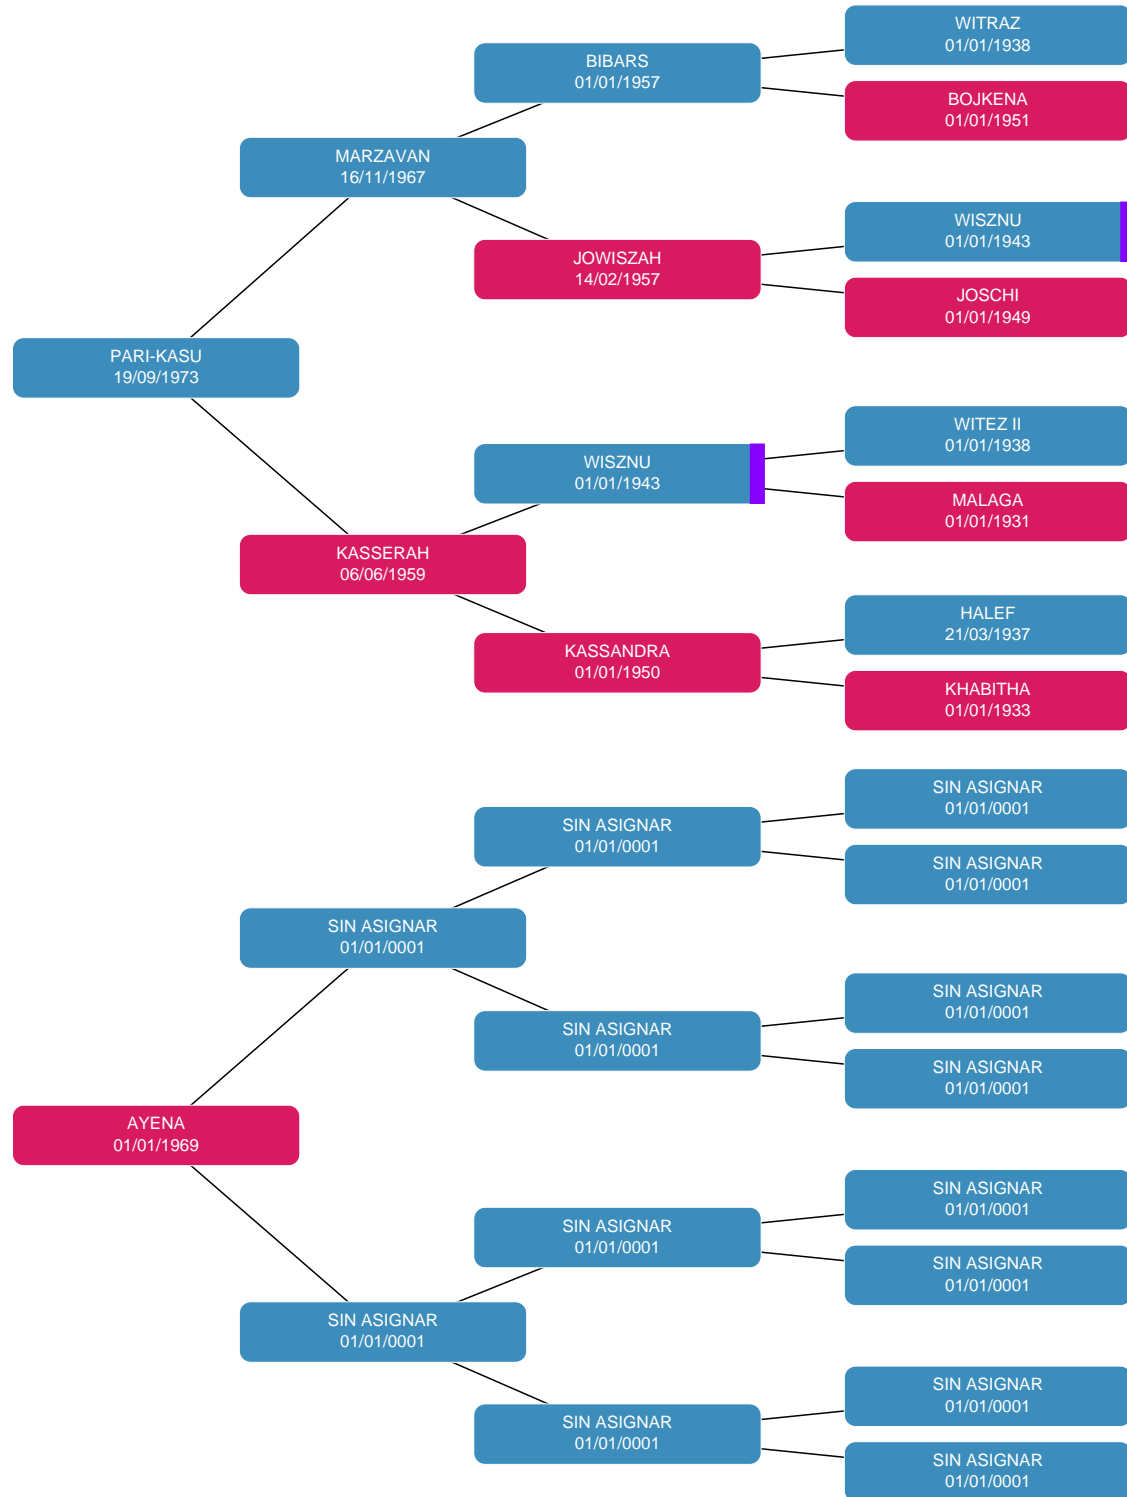 WITRAZ
01/01/1938
BIBARS
01/01/1957
BOJKENA
01/01/1951
MARZAVAN
16/11/1967
WISZNU
01/01/1943
JOWISZAH
14/02/1957
JOSCHI
01/01/1949
PARI-KASU
19/09/1973
WITEZ II
01/01/1938
WISZNU
01/01/1943
MALAGA
01/01/1931
KASSERAH
06/06/1959
HALEF
21/03/1937
KASSANDRA
01/01/1950
KHABITHA
01/01/1933
SIN ASIGNAR
01/01/0001
SIN ASIGNAR
01/01/0001
SIN ASIGNAR
01/01/0001
SIN ASIGNAR
01/01/0001
SIN ASIGNAR
01/01/0001
SIN ASIGNAR
01/01/0001
SIN ASIGNAR
01/01/0001
AYENA
01/01/1969
SIN ASIGNAR
01/01/0001
SIN ASIGNAR
01/01/0001
SIN ASIGNAR
01/01/0001
SIN ASIGNAR
01/01/0001
SIN ASIGNAR
01/01/0001
SIN ASIGNAR
01/01/0001
SIN ASIGNAR
01/01/0001